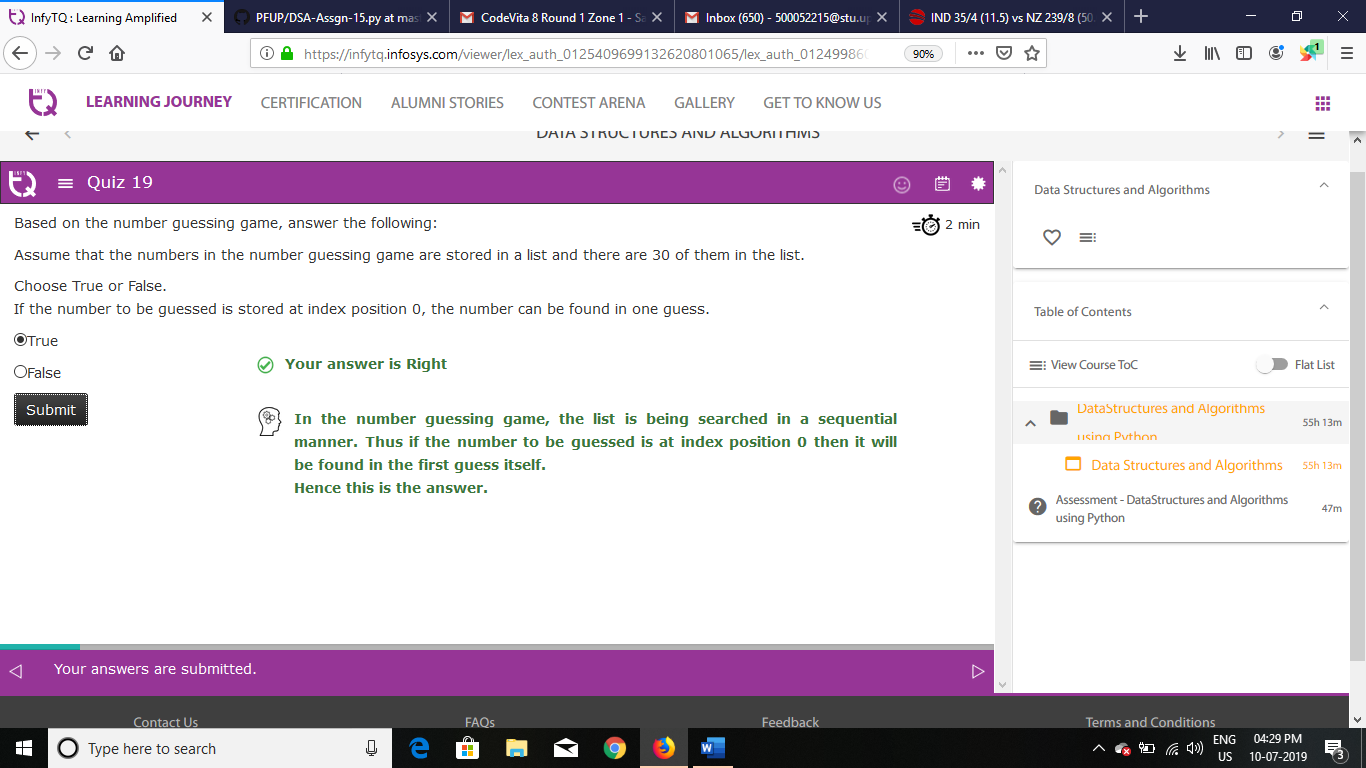 InfyTQ : Learning Amplified
PFUP/DSA-Assgn-15.py at mas
CodeVita 8 Round 1 Zone 1 - Sa
Inbox (650) - 500052215@stu.up
IND 35/4 (11.5) vs NZ 239/8 (50.
https://infytq.infosys.com/viewer/lex_auth_0125409699132620801065/lex_auth_01249986
90%
1
INFY
TQ
LEARNING JOURNEY
CERTIFICATION
ALUMNI STORIES
CONTEST ARENA
GALLERY
GET TO KNOW US
DATA STRUCTURES AND ALGORITHMS
Quiz 19
Based on the number guessing game, answer the following:
2 min
Assume that the numbers in the number guessing game are stored in a list and there are 30 of them in the list.
Choose True or False.
If the number to be guessed is stored at index position 0, the number can be found in one guess.
True
False
Submit
Your answer is Right
In the number guessing game, the list is being searched in a sequential
manner. Thus if the number to be guessed is at index position 0 then it will
be found in the first guess itself.
Hence this is the answer.
Your answers are submitted.
Data Structures and Algorithms
Table of Contents
View Course ToC
Flat List
DataStructures and Algorithms
using Python
55h 13m
Data Structures and Algorithms
55h 13m
Assessment - DataStructures and Algorithms
using Python
47m
Contact Us
FAQs
Feedback
Terms and Conditions
Type here to search
ENG
US
04:29 PM
10-07-2019
3